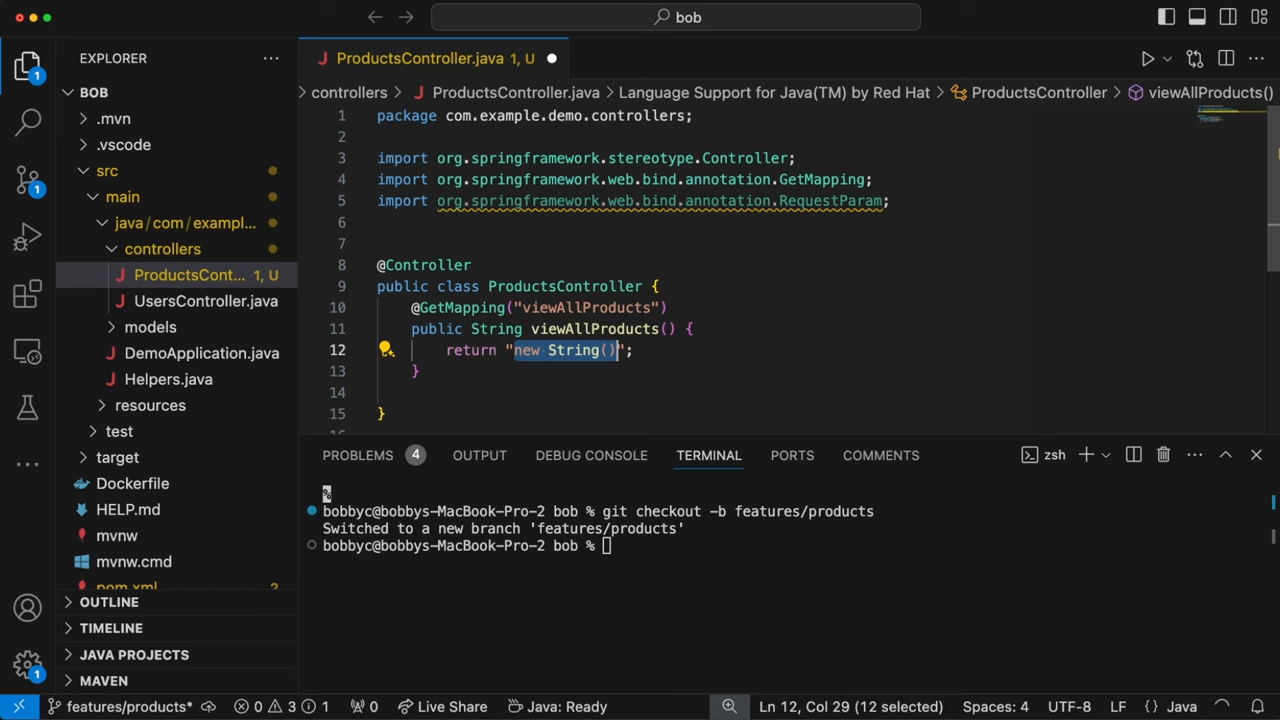 bob
EXPLORER
ProductsController.java 1, U
BOB
controllers > ProductsController.java > Language Support for Java(TM) by Red Hat > ProductsController > viewAllProducts()
.mvn
.vscode
src
main
java/com/exampl...
controllers
ProductsCont... 1, U
UsersController.java
models
DemoApplication.java
Helpers.java
resources
test
target
Dockerfile
HELP.md
mvnw
mvnw.cmd
pom.xml 2
OUTLINE
TIMELINE
JAVA PROJECTS
MAVEN
1
1
1
1 package com.example.demo.controllers;
2
3 import org.springframework.stereotype.Controller;
4 import org.springframework.web.bind.annotation.GetMapping;
5 import org.springframework.web.bind.annotation.RequestParam;
6
7
8 @Controller
9 public class ProductsController {
10 @GetMapping("viewAllProducts")
11 public String viewAllProducts() {
12 return "new String()";
13 }
14
15 }
16
PROBLEMS 4 OUTPUT DEBUG CONSOLE TERMINAL PORTS COMMENTS zsh
%
bobbyc@bobbys-MacBook-Pro-2 bob % git checkout -b features/products
Switched to a new branch 'features/products'
bobbyc@bobbys-MacBook-Pro-2 bob %
features/products* 0 3 1 0 Live Share Java: Ready Ln 12, Col 29 (12 selected) Spaces: 4 UTF-8 LF {} Java